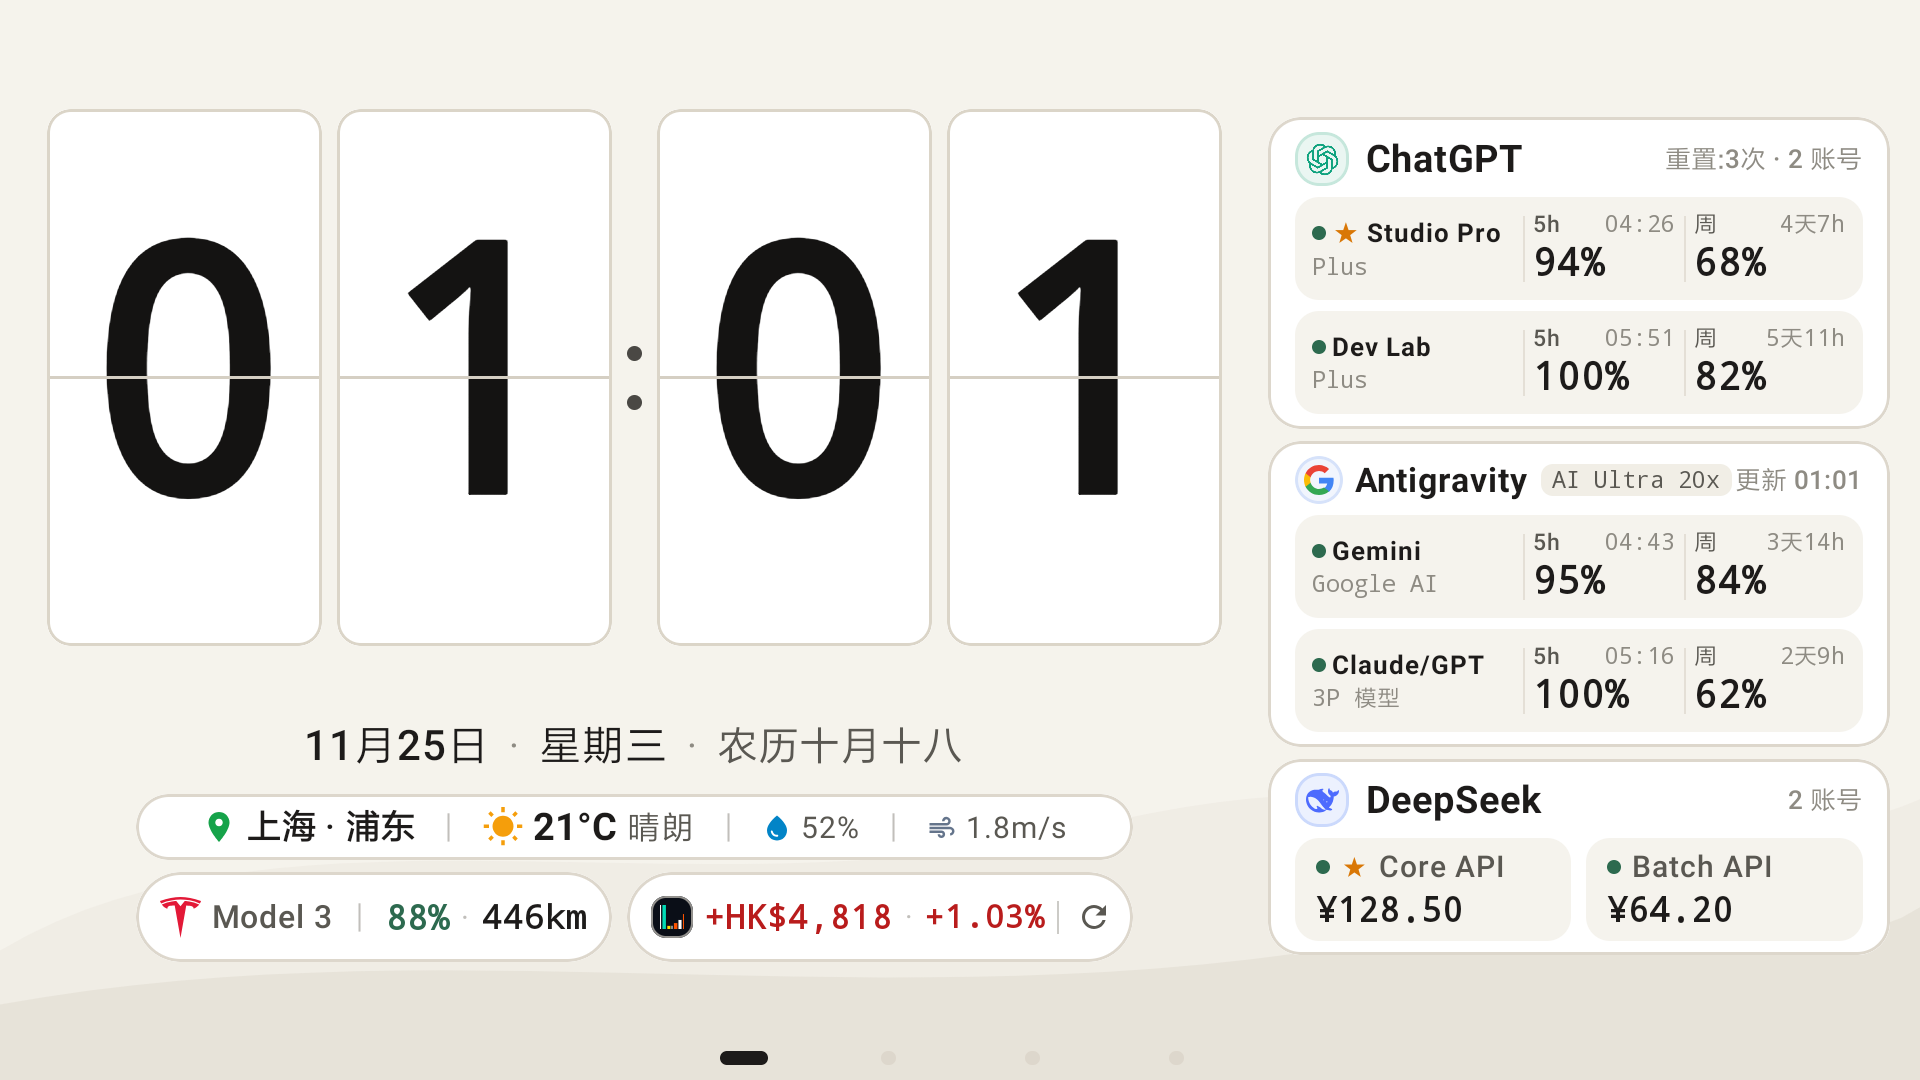 01:01
11月25日 · 星期三 · 农历十月十八
上海 · 浦东 | 21°C 晴朗 | 52% | 1.8m/s
Model 3 | 88% · 446km
+HK$4,818 · +1.03%
ChatGPT 重置:3次 · 2 账号
★ Studio Pro 5h 04:26 周 4天7h
Plus 94% 68%
Dev Lab 5h 05:51 周 5天11h
Plus 100% 82%
Antigravity AI Ultra 20x 更新 01:01
Gemini 5h 04:43 周 3天14h
Google AI 95% 84%
Claude/GPT 5h 05:16 周 2天9h
3P 模型 100% 62%
DeepSeek 2 账号
★ Core API
¥128.50
Batch API
¥64.20